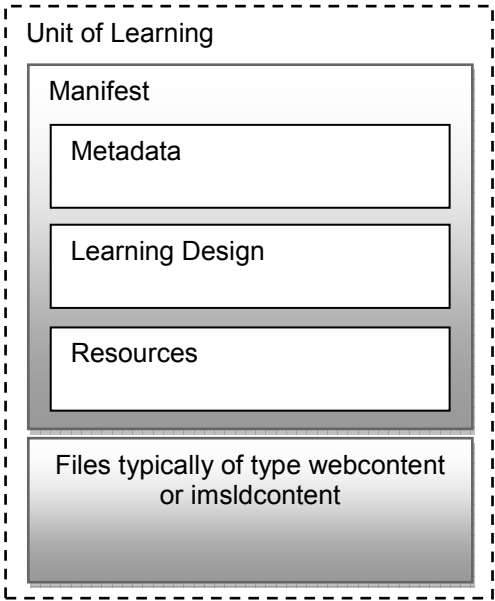 Unit of Learning
Manifest
Metadata
Learning Design
Resources
Files typically of type webcontent
or imsldcontent